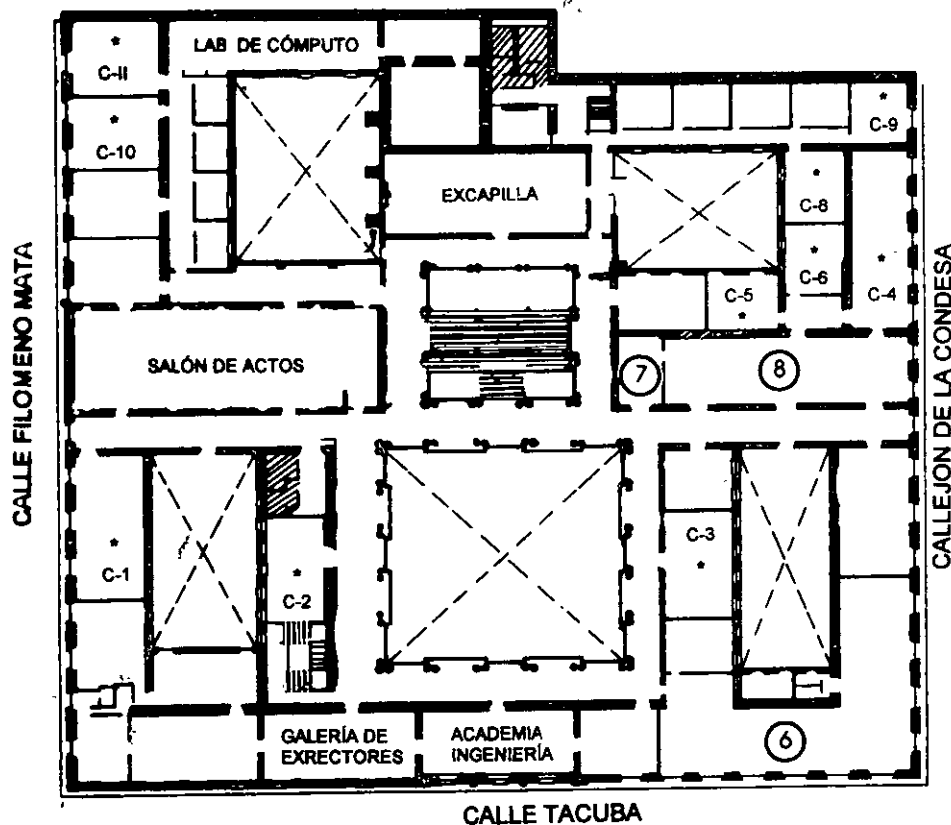 LAB DE CÓMPUTO
C-II
C-10
C-9
EXCAPILLA
C-8
C-6
C-4
C-5
CALLE FILOMENO MATA
SALÓN DE ACTOS
7
8
CALLEJON DE LA CONDESA
C-1
C-2
C-3
GALERÍA DE
EXRECTORES
ACADEMIA
INGENIERÍA
6
CALLE TACUBA